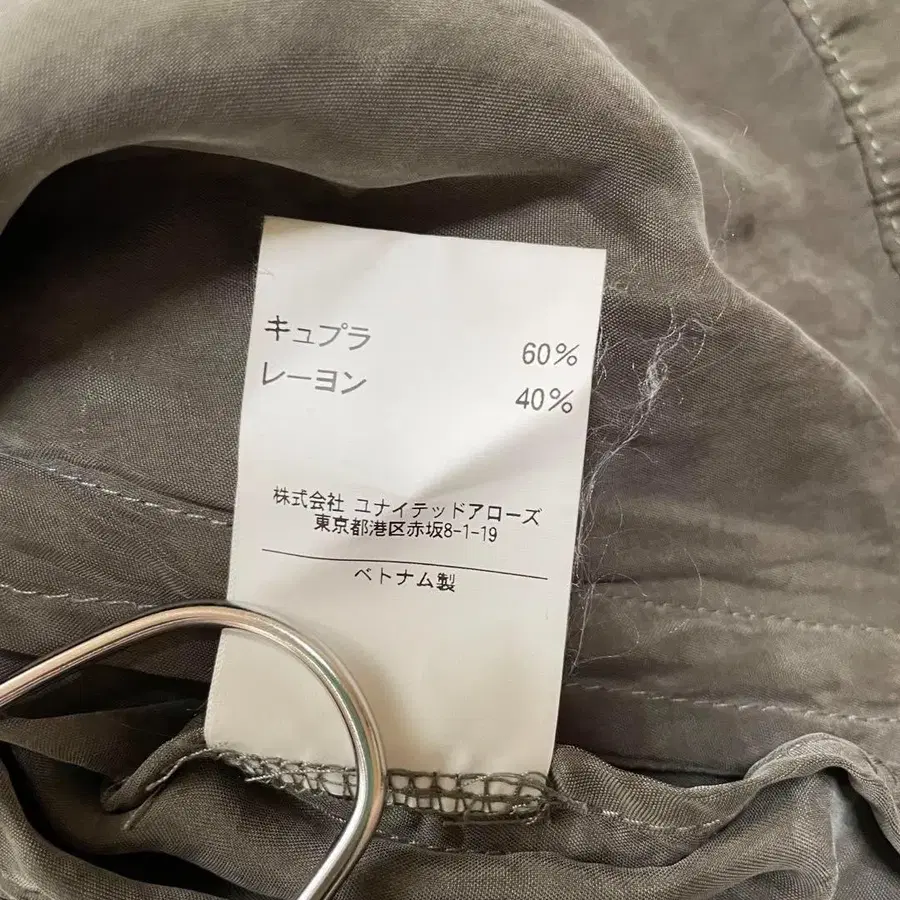 キュプラ 60%
レーヨン 40%
株式会社 ユナイテッドアローズ
東京都港区赤坂8-1-19
ベトナム製